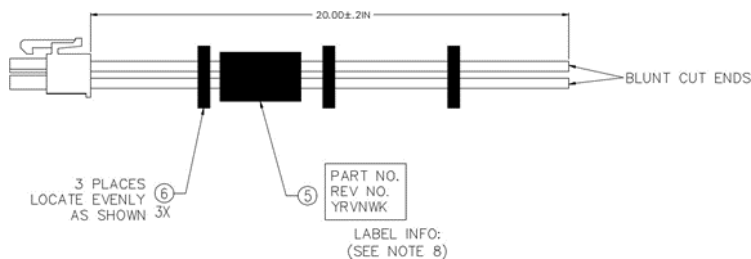 20.00±.2IN
BLUNT CUT ENDS
3 PLACES
LOCATE EVENLY
AS SHOWN
6
3X
5
PART NO.
REV NO.
YRVNWK
LABEL INFO:
(SEE NOTE 8)